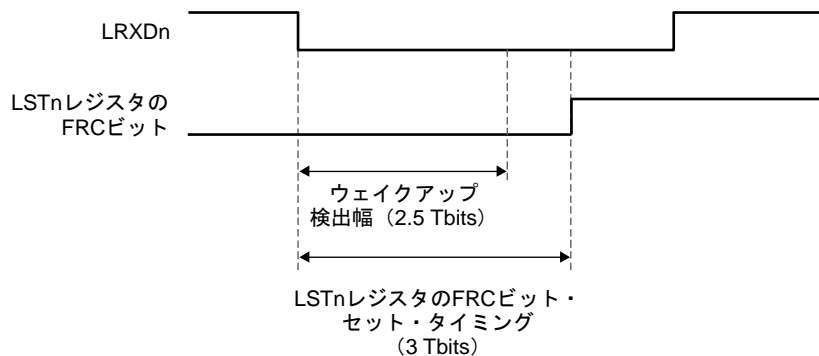 LRXDn
LSTnレジスタの
FRCビット
ウェイクアップ
検出幅（2.5 Tbits）
LSTnレジスタのFRCビット・
セット・タイミング
（3 Tbits）